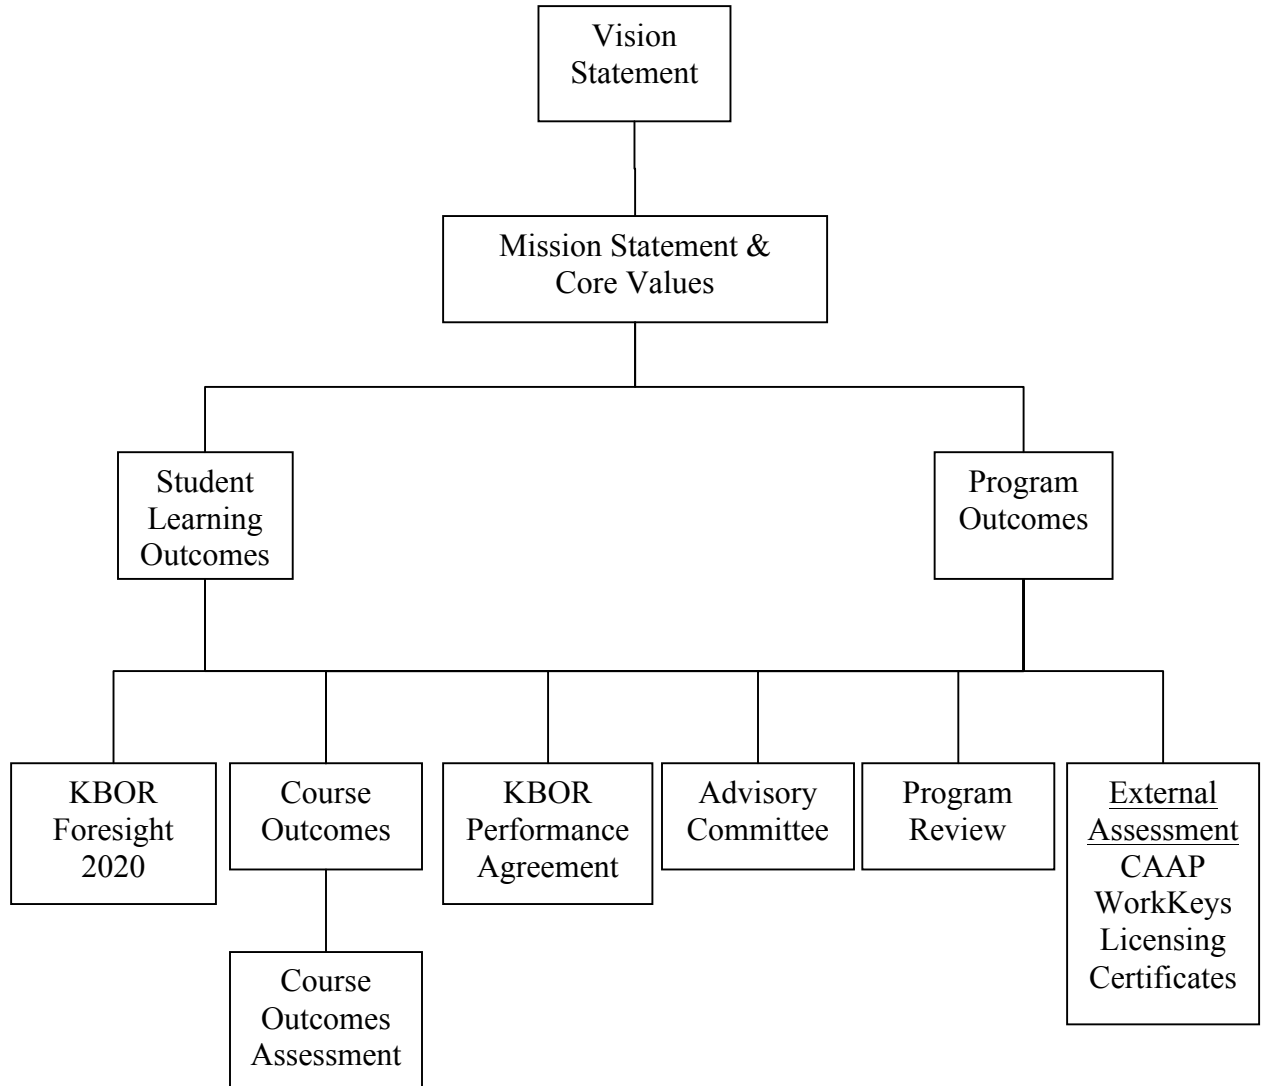 Vision
Statement
Mission Statement &
Core Values
Student
Learning
Outcomes
Program
Outcomes
KBOR
Foresight
2020
Course
Outcomes
KBOR
Performance
Agreement
Advisory
Committee
Program
Review
External
Assessment
CAAP
WorkKeys
Licensing
Certificates
Course
Outcomes
Assessment